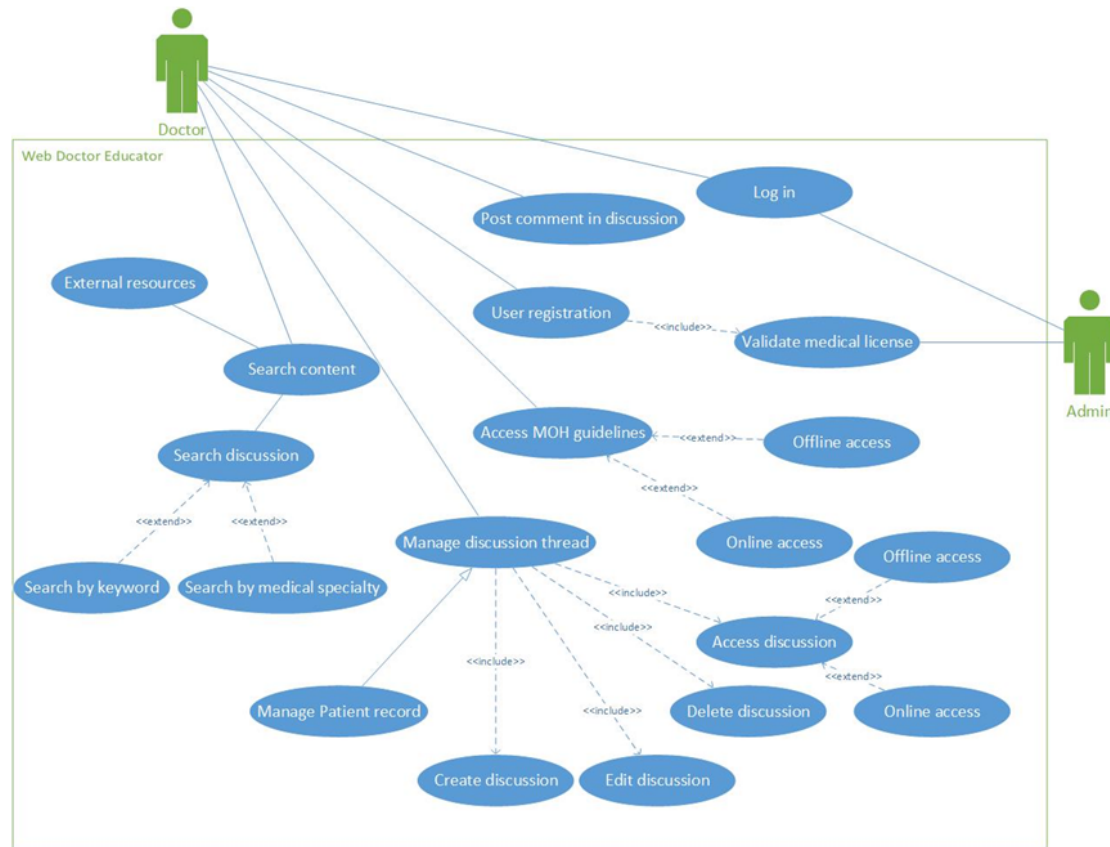 Doctor
Web Doctor Educator
Log in
Post comment in discussion
External resources
User registration
<<include>>
Validate medical license
Search content
Admin
Access MOH guidelines
<<extend>>
Offline access
Search discussion
<<extend>>
<<extend>>
<<extend>>
Manage discussion thread
Online access
Offline access
Search by keyword
Search by medical specialty
<<include>>
<<extend>>
<<include>>
Access discussion
<<include>>
<<extend>>
Manage Patient record
<<include>>
Delete discussion
Online access
Create discussion
Edit discussion